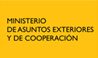 MINISTERIO
DE ASUNTOS EXTERIORES
Y DE COOPERACIÓN